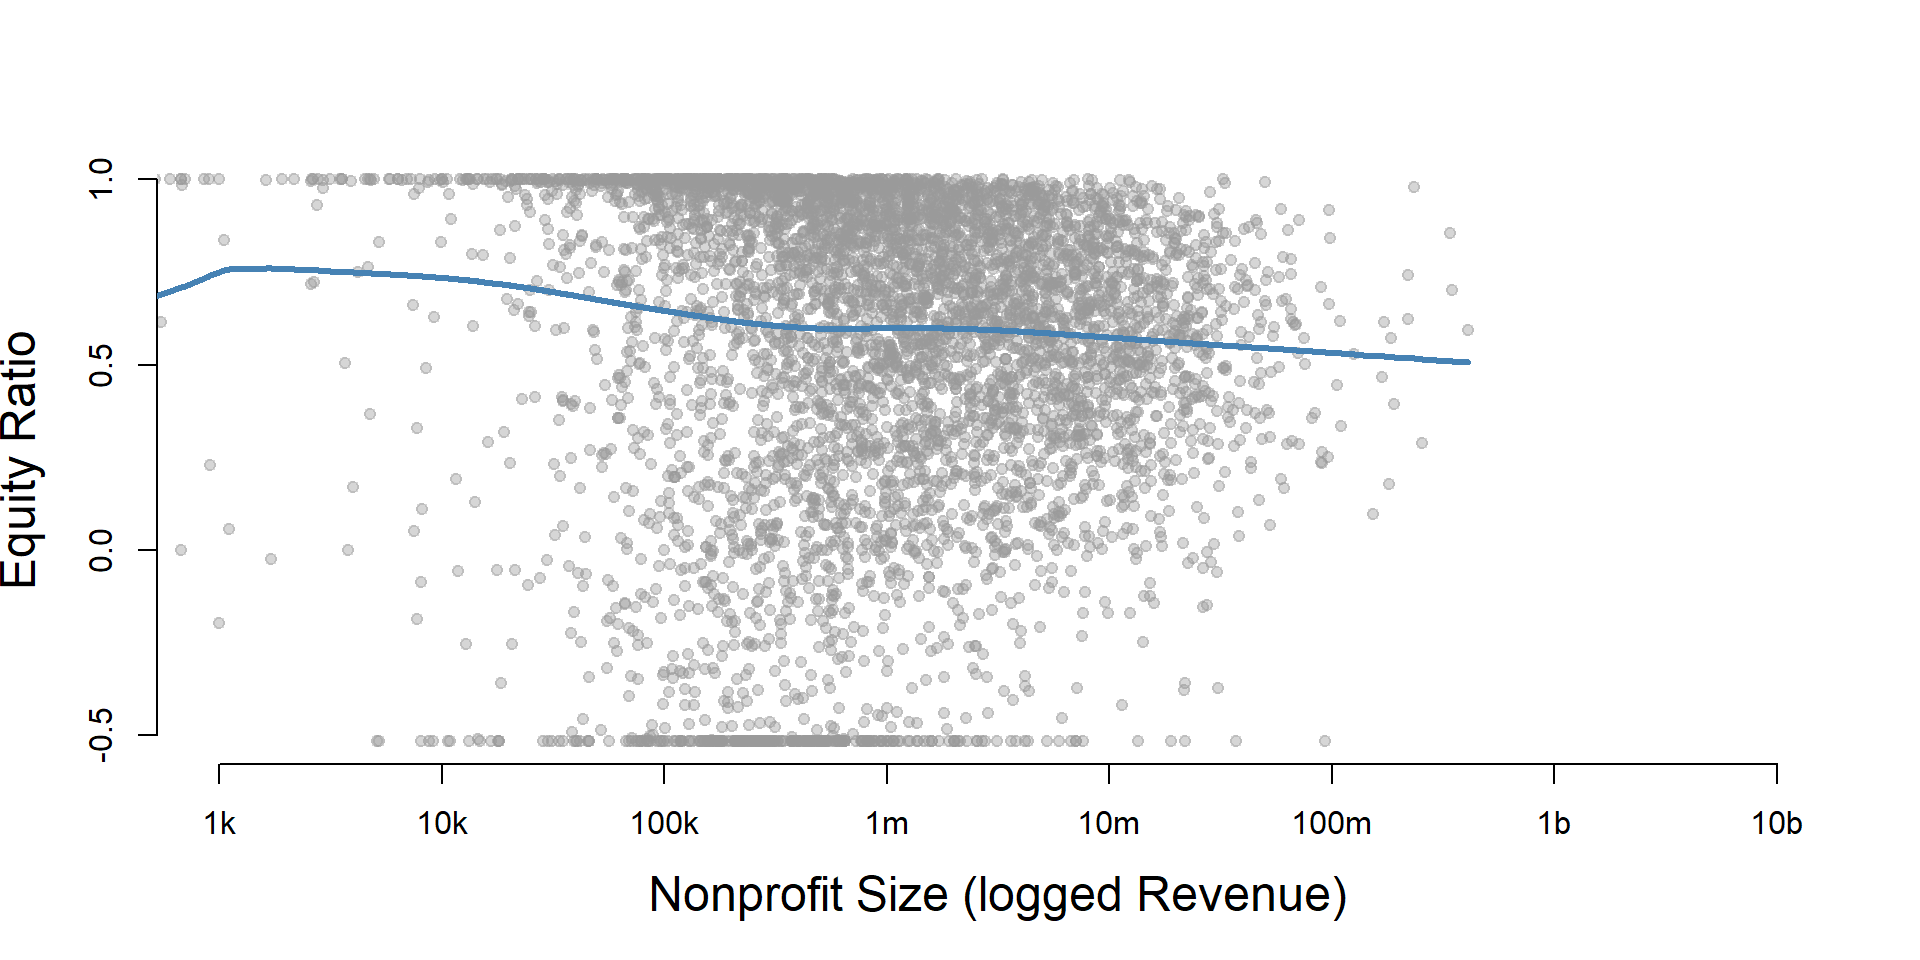 Equity Ratio
1.0
0.5
0.0
-0.5
1k 10k 100k 1m 10m 100m 1b 10b
Nonprofit Size (logged Revenue)